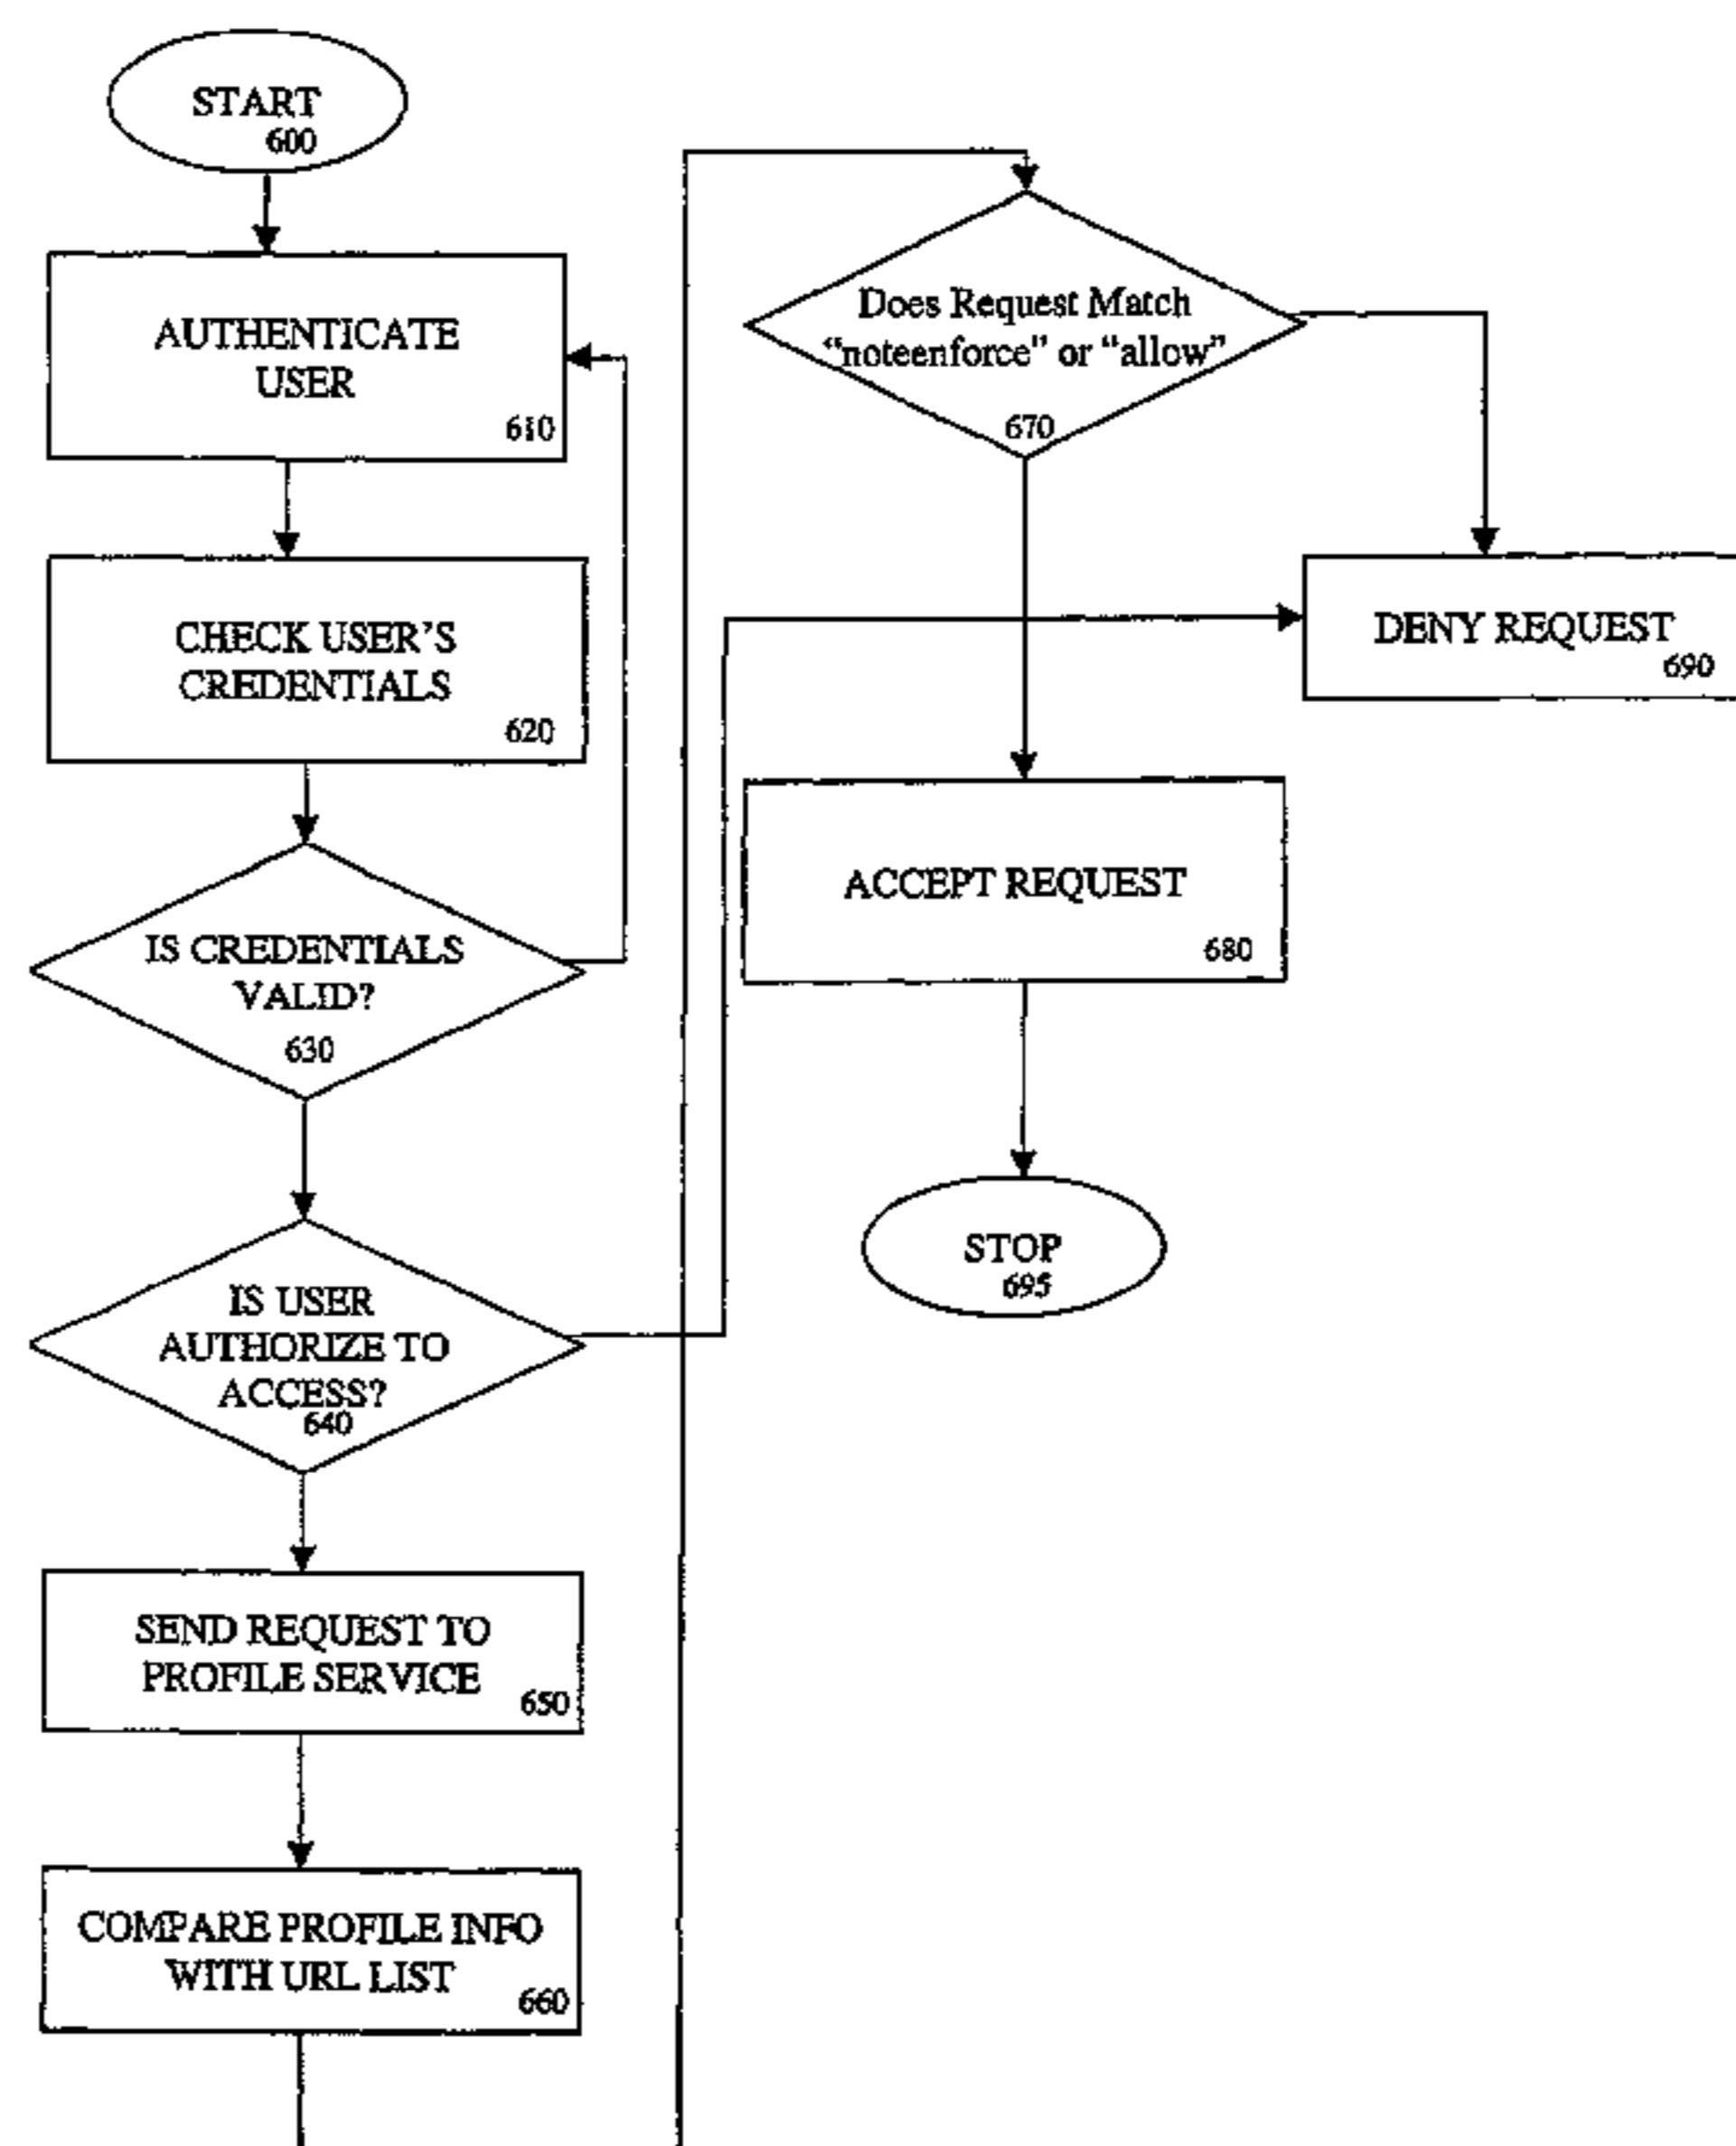 START
600
AUTHENTICATE
USER
610
CHECK USER'S
CREDENTIALS
620
IS CREDENTIALS
VALID?
630
IS USER
AUTHORIZE TO
ACCESS?
640
SEND REQUEST TO
PROFILE SERVICE
650
COMPARE PROFILE INFO
WITH URL LIST
660
Does Request Match
“noteenforce” or “allow”
670
DENY REQUEST
690
ACCEPT REQUEST
680
STOP
695